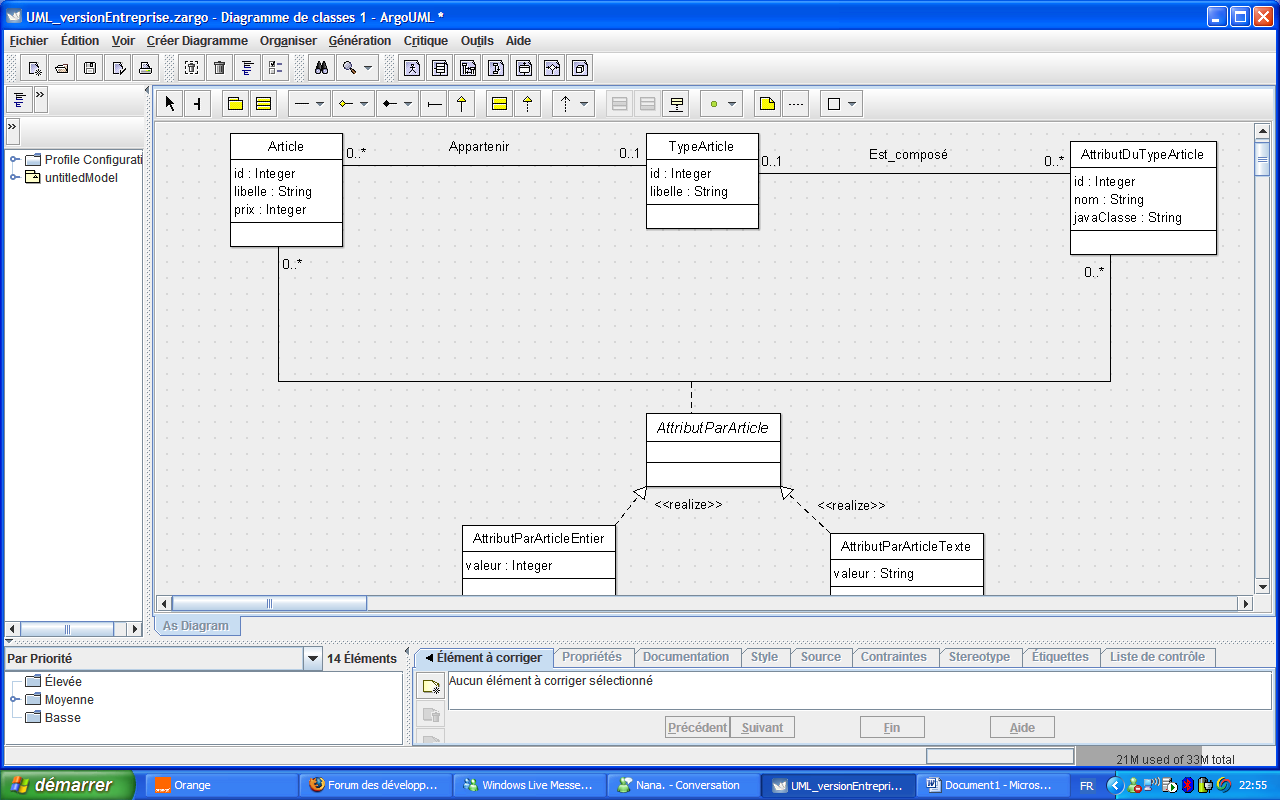 UML_versionEntreprise.zargo - Diagramme de classes 1 - ArgoUML *
Fichier Édition Voir Créer Diagramme Organiser Génération Critique Outils Aide
Profile Configurati
untitledModel
Article
id : Integer
libelle : String
prix : Integer
0..*
Appartenir
0..1
TypeArticle
id : Integer
libelle : String
0..1
Est_composé
0..*
AttributDuTypeArticle
id : Integer
nom : String
javaClasse : String
0..*
0..*
AttributParArticle
<<realize>>
<<realize>>
AttributParArticleEntier
valeur : Integer
AttributParArticleTexte
valeur : String
As Diagram
Par Priorité
14 Éléments
Élevée
Moyenne
Basse
Élément à corriger Propriétés Documentation Style Source Contraintes Stereotype Étiquettes Liste de contrôle
Aucun élément à corriger sélectionné
Précédent Suivant Fin Aide
21M used of 33M total
démarrer Orange Forum des développ... Windows Live Messe... Nana. - Conversation UML_versionEntrepri... Document1 - Micros... FR 22:55